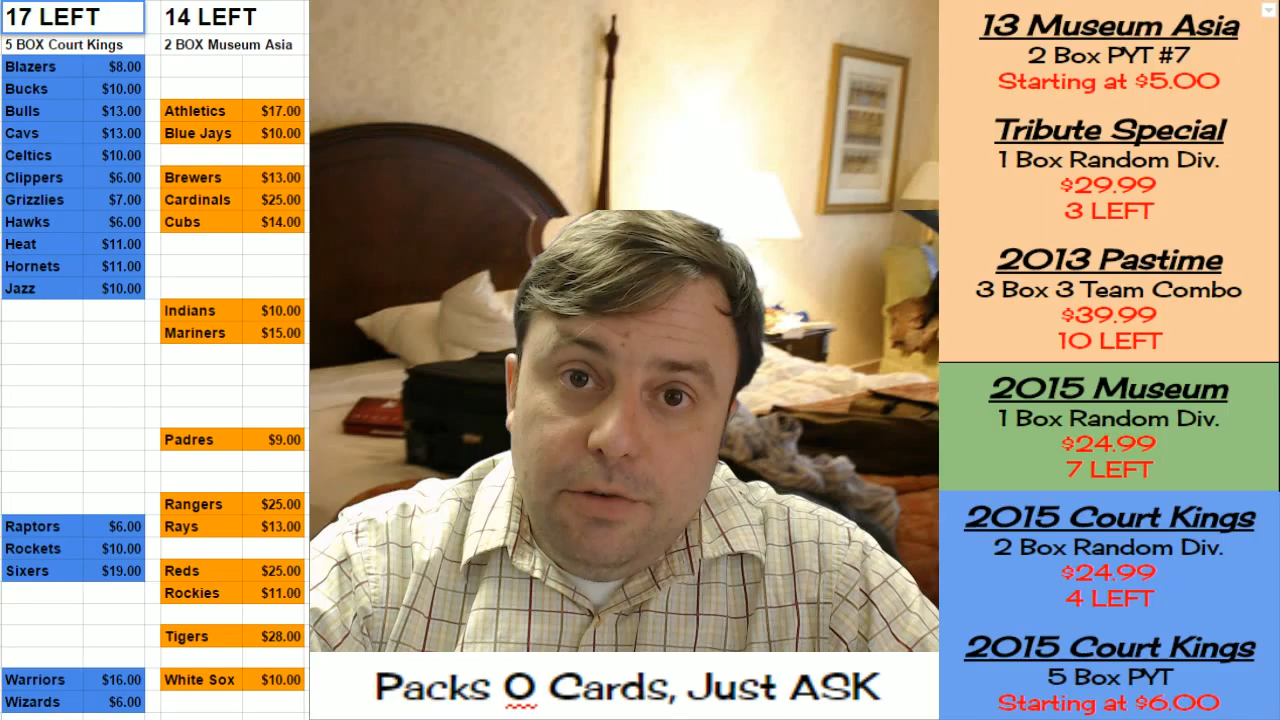 17 LEFT
5 BOX Court Kings
Blazers $8.00
Bucks $10.00
Bulls $13.00
Cavs $13.00
Celtics $10.00
Clippers $6.00
Grizzlies $7.00
Hawks $6.00
Heat $11.00
Hornets $11.00
Jazz $10.00
Raptors $6.00
Rockets $10.00
Sixers $19.00
Warriors $16.00
Wizards $6.00
14 LEFT
2 BOX Museum Asia
Athletics $17.00
Blue Jays $10.00
Brewers $13.00
Cardinals $25.00
Cubs $14.00
Indians $10.00
Mariners $15.00
Padres $9.00
Rangers $25.00
Rays $13.00
Reds $25.00
Rockies $11.00
Tigers $28.00
White Sox $10.00
Packs O Cards, Just ASK
13 Museum Asia
2 Box PYT #7
Starting at $5.00
Tribute Special
1 Box Random Div.
$29.99
3 LEFT
2013 Pastime
3 Box 3 Team Combo
$39.99
10 LEFT
2015 Museum
1 Box Random Div.
$24.99
7 LEFT
2015 Court Kings
2 Box Random Div.
$24.99
4 LEFT
2015 Court Kings
5 Box PYT
Starting at $6.00